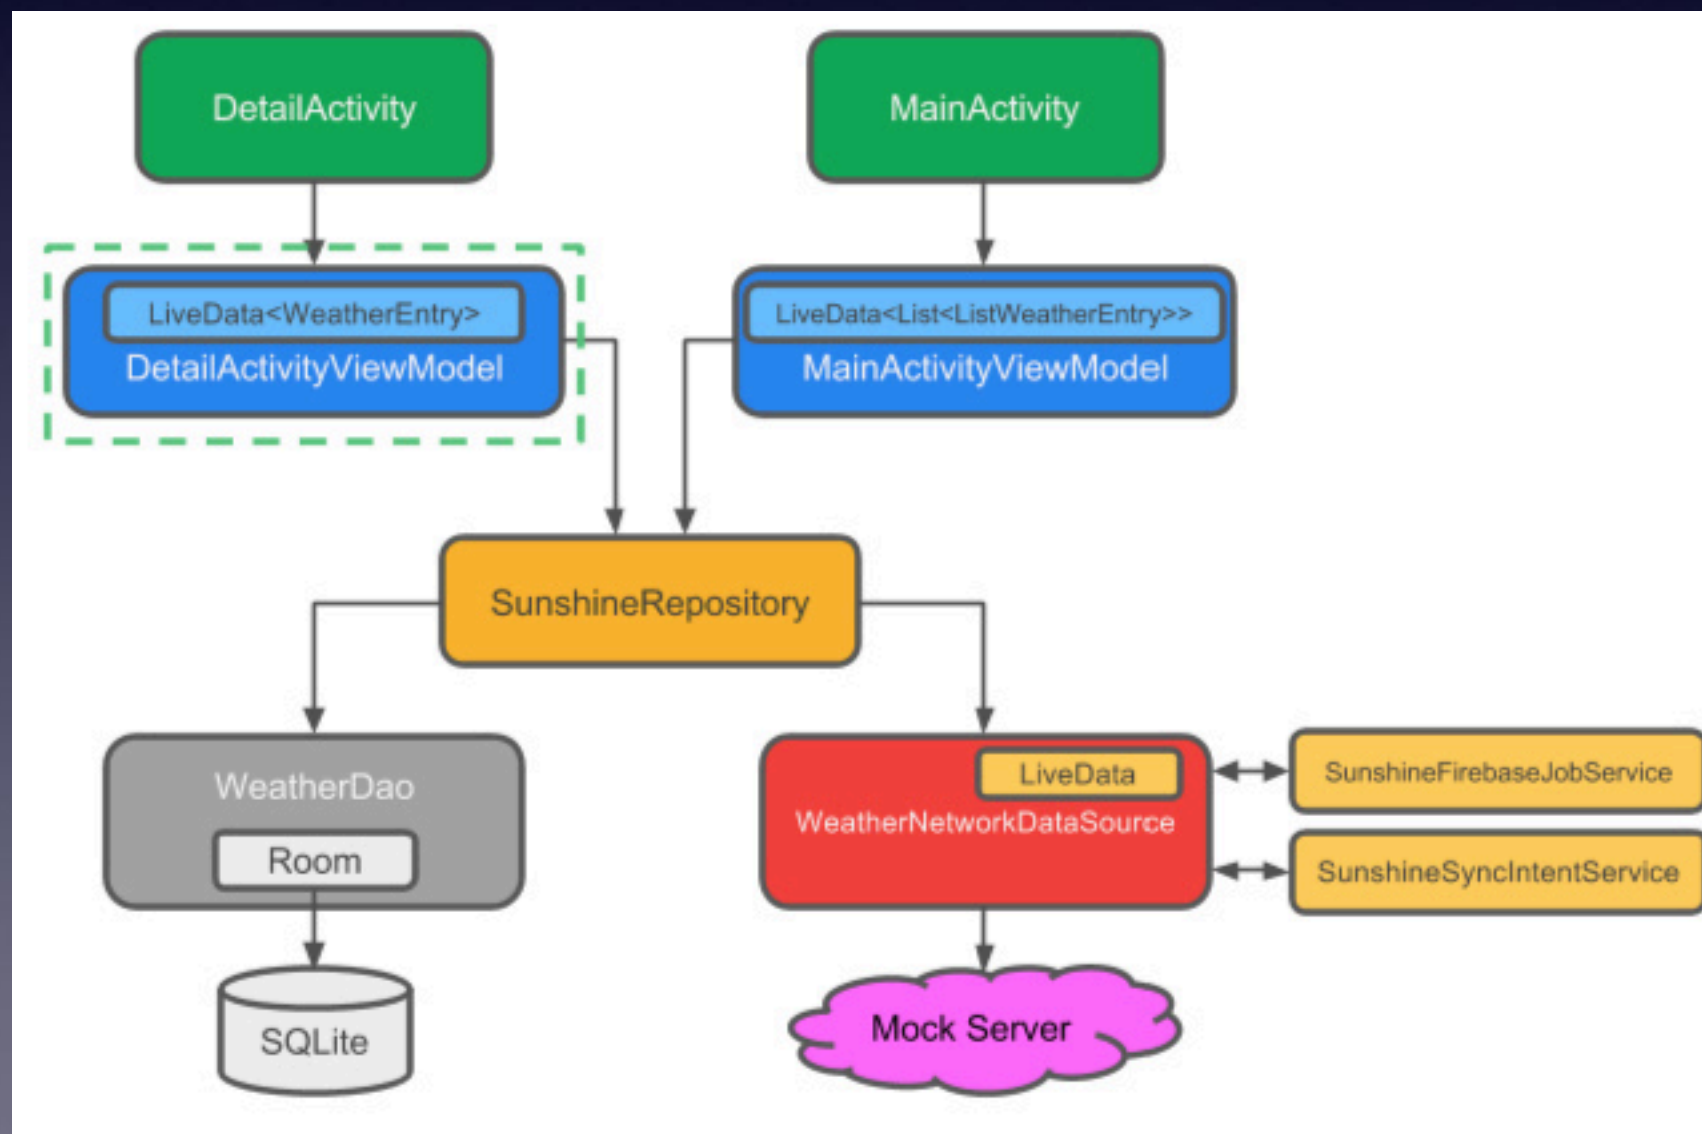 DetailActivity
MainActivity
LiveData<WeatherEntry>
DetailActivityViewModel
LiveData<List<ListWeatherEntry>>
MainActivityViewModel
SunshineRepository
WeatherDao
Room
SQLite
LiveData
WeatherNetworkDataSource
SunshineFirebaseJobService
SunshineSyncIntentService
Mock Server